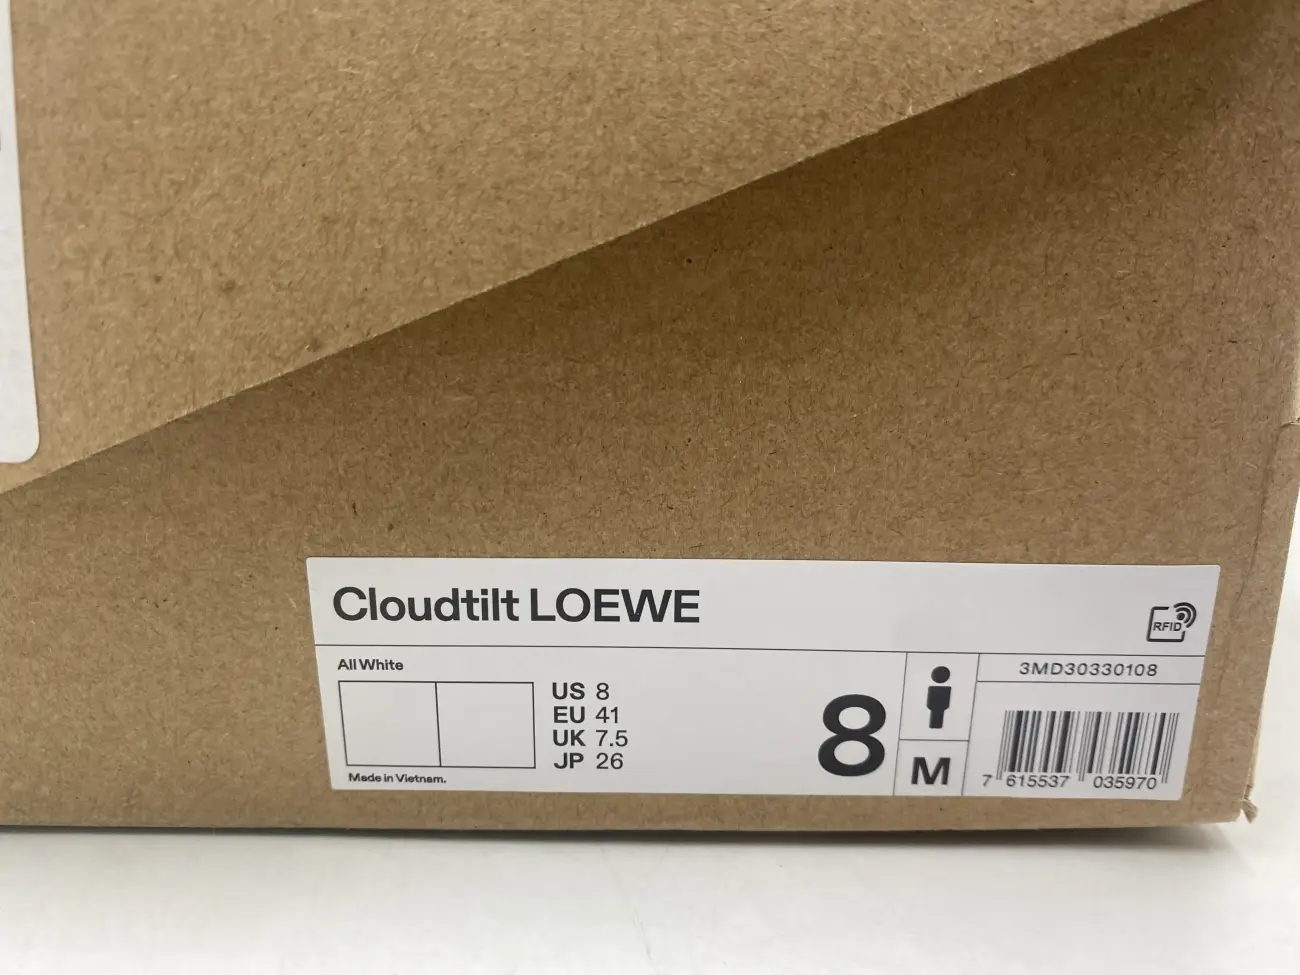 Cloudtilt LOEWE
RFID
All White
US 8
EU 41
UK 7.5
JP 26
Made in Vietnam.
8
M
3MD30330108
7 615537 035970